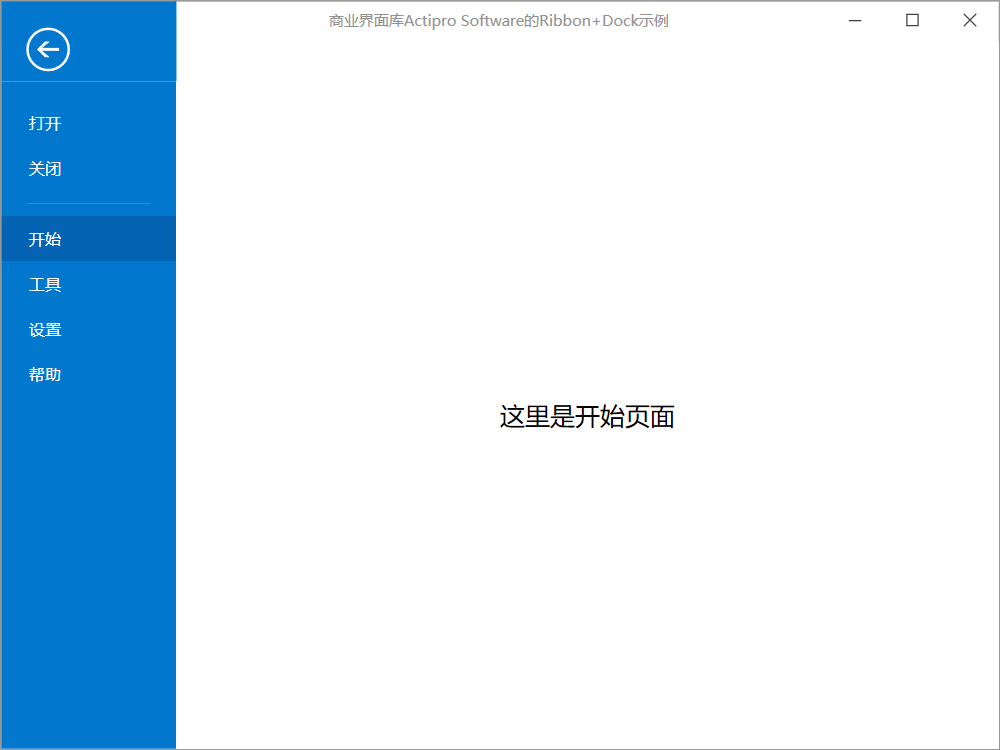 商业界面库Actipro Software的Ribbon+Dock示例
打开
关闭
开始
工具
设置
帮助
这里是开始页面